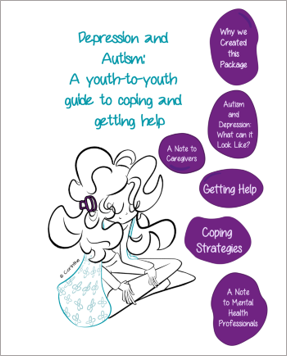 Depression and
Autism:
A youth-to-youth
guide to coping and
getting help
Why we
Created
this
Package
Autism
and
Depression:
What can it
Look Like?
A Note to
Caregivers
Getting Help
Coping
Strategies
A Note
to Mental
Health
Professionals